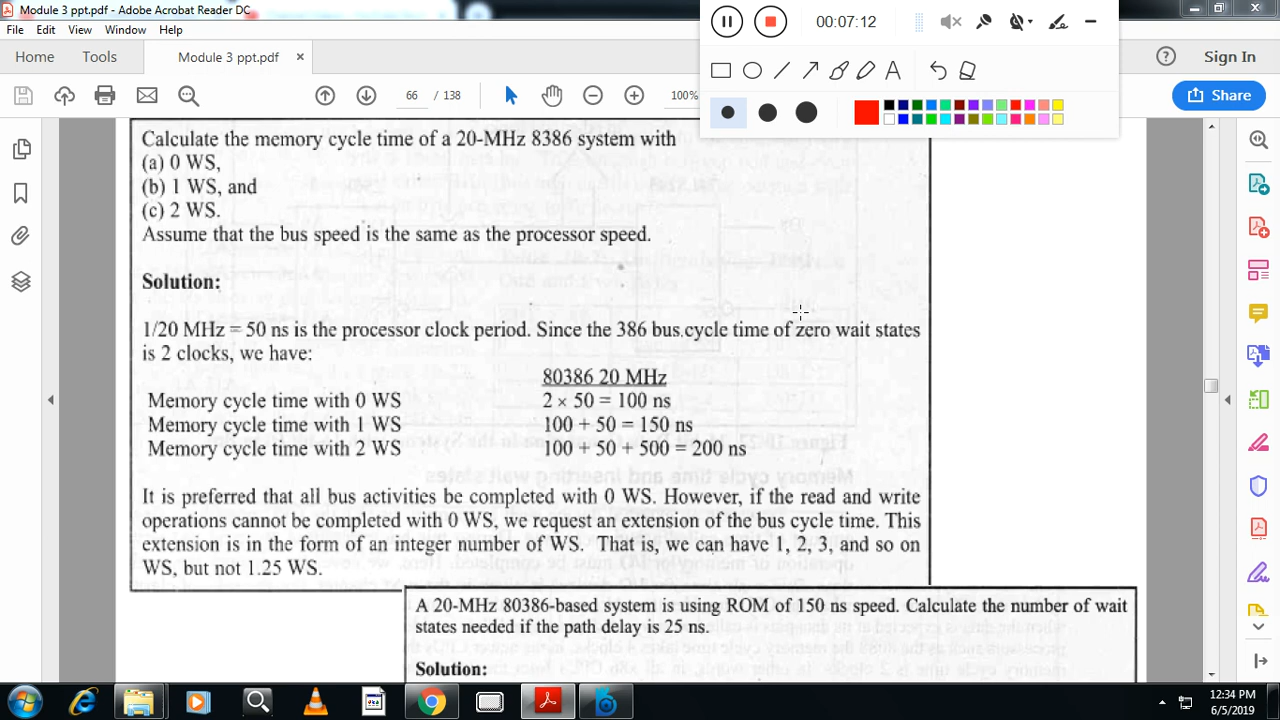 Module 3 ppt.pdf - Adobe Acrobat Reader DC
File Edit View Window Help
00:07:12
Home Tools Module 3 ppt.pdf × Sign In
66 / 138 100% Share
Calculate the memory cycle time of a 20-MHz 8386 system with
(a) 0 WS,
(b) 1 WS, and
(c) 2 WS.
Assume that the bus speed is the same as the processor speed.
Solution:
1/20 MHz = 50 ns is the processor clock period. Since the 386 bus cycle time of zero wait states
is 2 clocks, we have:
80386 20 MHz
Memory cycle time with 0 WS 2 × 50 = 100 ns
Memory cycle time with 1 WS 100 + 50 = 150 ns
Memory cycle time with 2 WS 100 + 50 + 500 = 200 ns
It is preferred that all bus activities be completed with 0 WS. However, if the read and write
operations cannot be completed with 0 WS, we request an extension of the bus cycle time. This
extension is in the form of an integer number of WS. That is, we can have 1, 2, 3, and so on
WS, but not 1.25 WS.
A 20-MHz 80386-based system is using ROM of 150 ns speed. Calculate the number of wait
states needed if the path delay is 25 ns.
Solution:
12:34 PM
6/5/2019